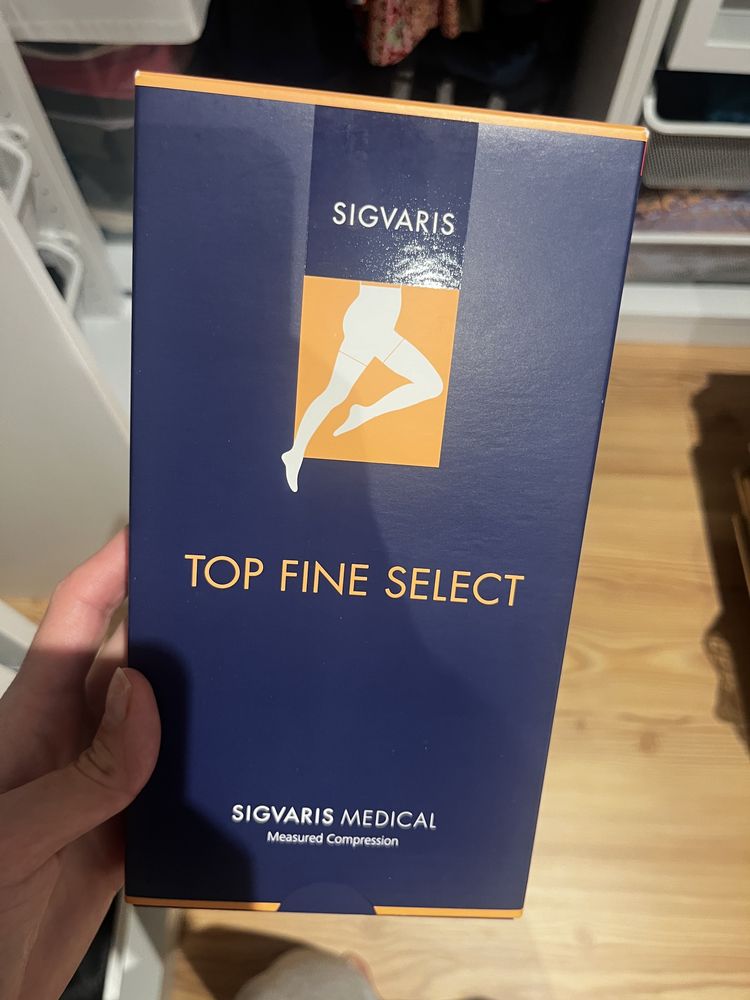 SIGVARIS
TOP FINE SELECT
SIGVARIS MEDICAL
Measured Compression